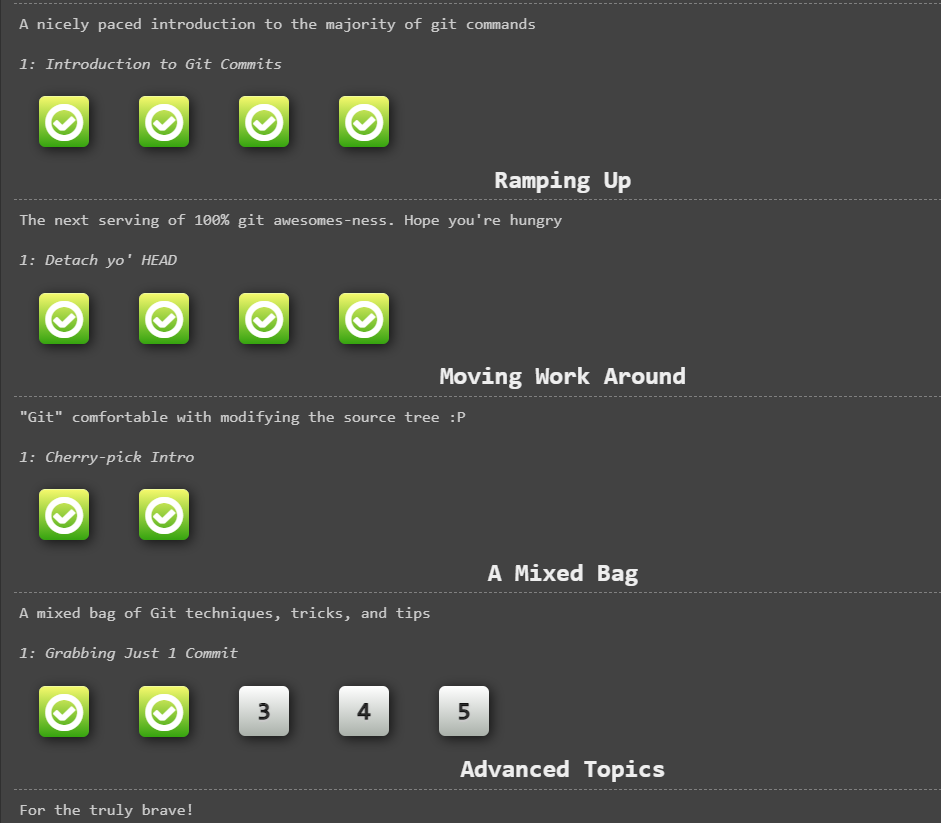 A nicely paced introduction to the majority of git commands
1: Introduction to Git Commits
Ramping Up
The next serving of 100% git awesomes-ness. Hope you're hungry
1: Detach yo' HEAD
Moving Work Around
"Git" comfortable with modifying the source tree :P
1: Cherry-pick Intro
A Mixed Bag
A mixed bag of Git techniques, tricks, and tips
1: Grabbing Just 1 Commit
3 4 5
Advanced Topics
For the truly brave!